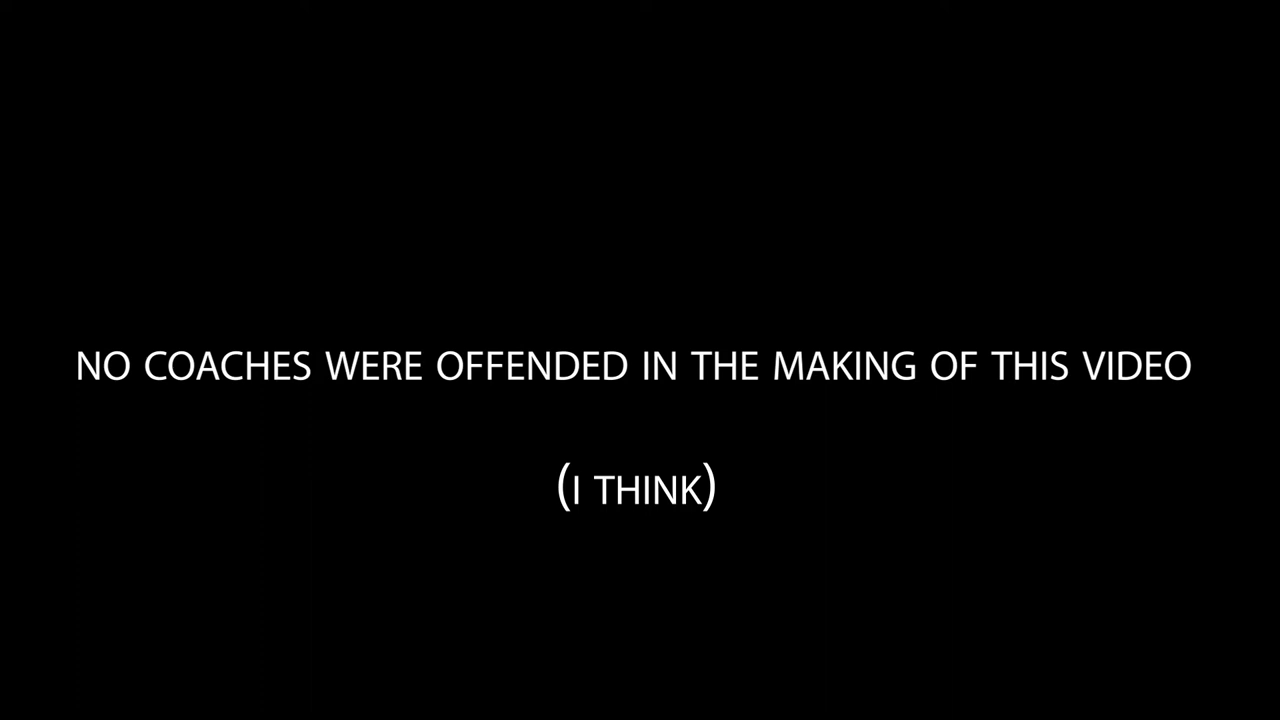 NO COACHES WERE OFFENDED IN THE MAKING OF THIS VIDEO
(I THINK)